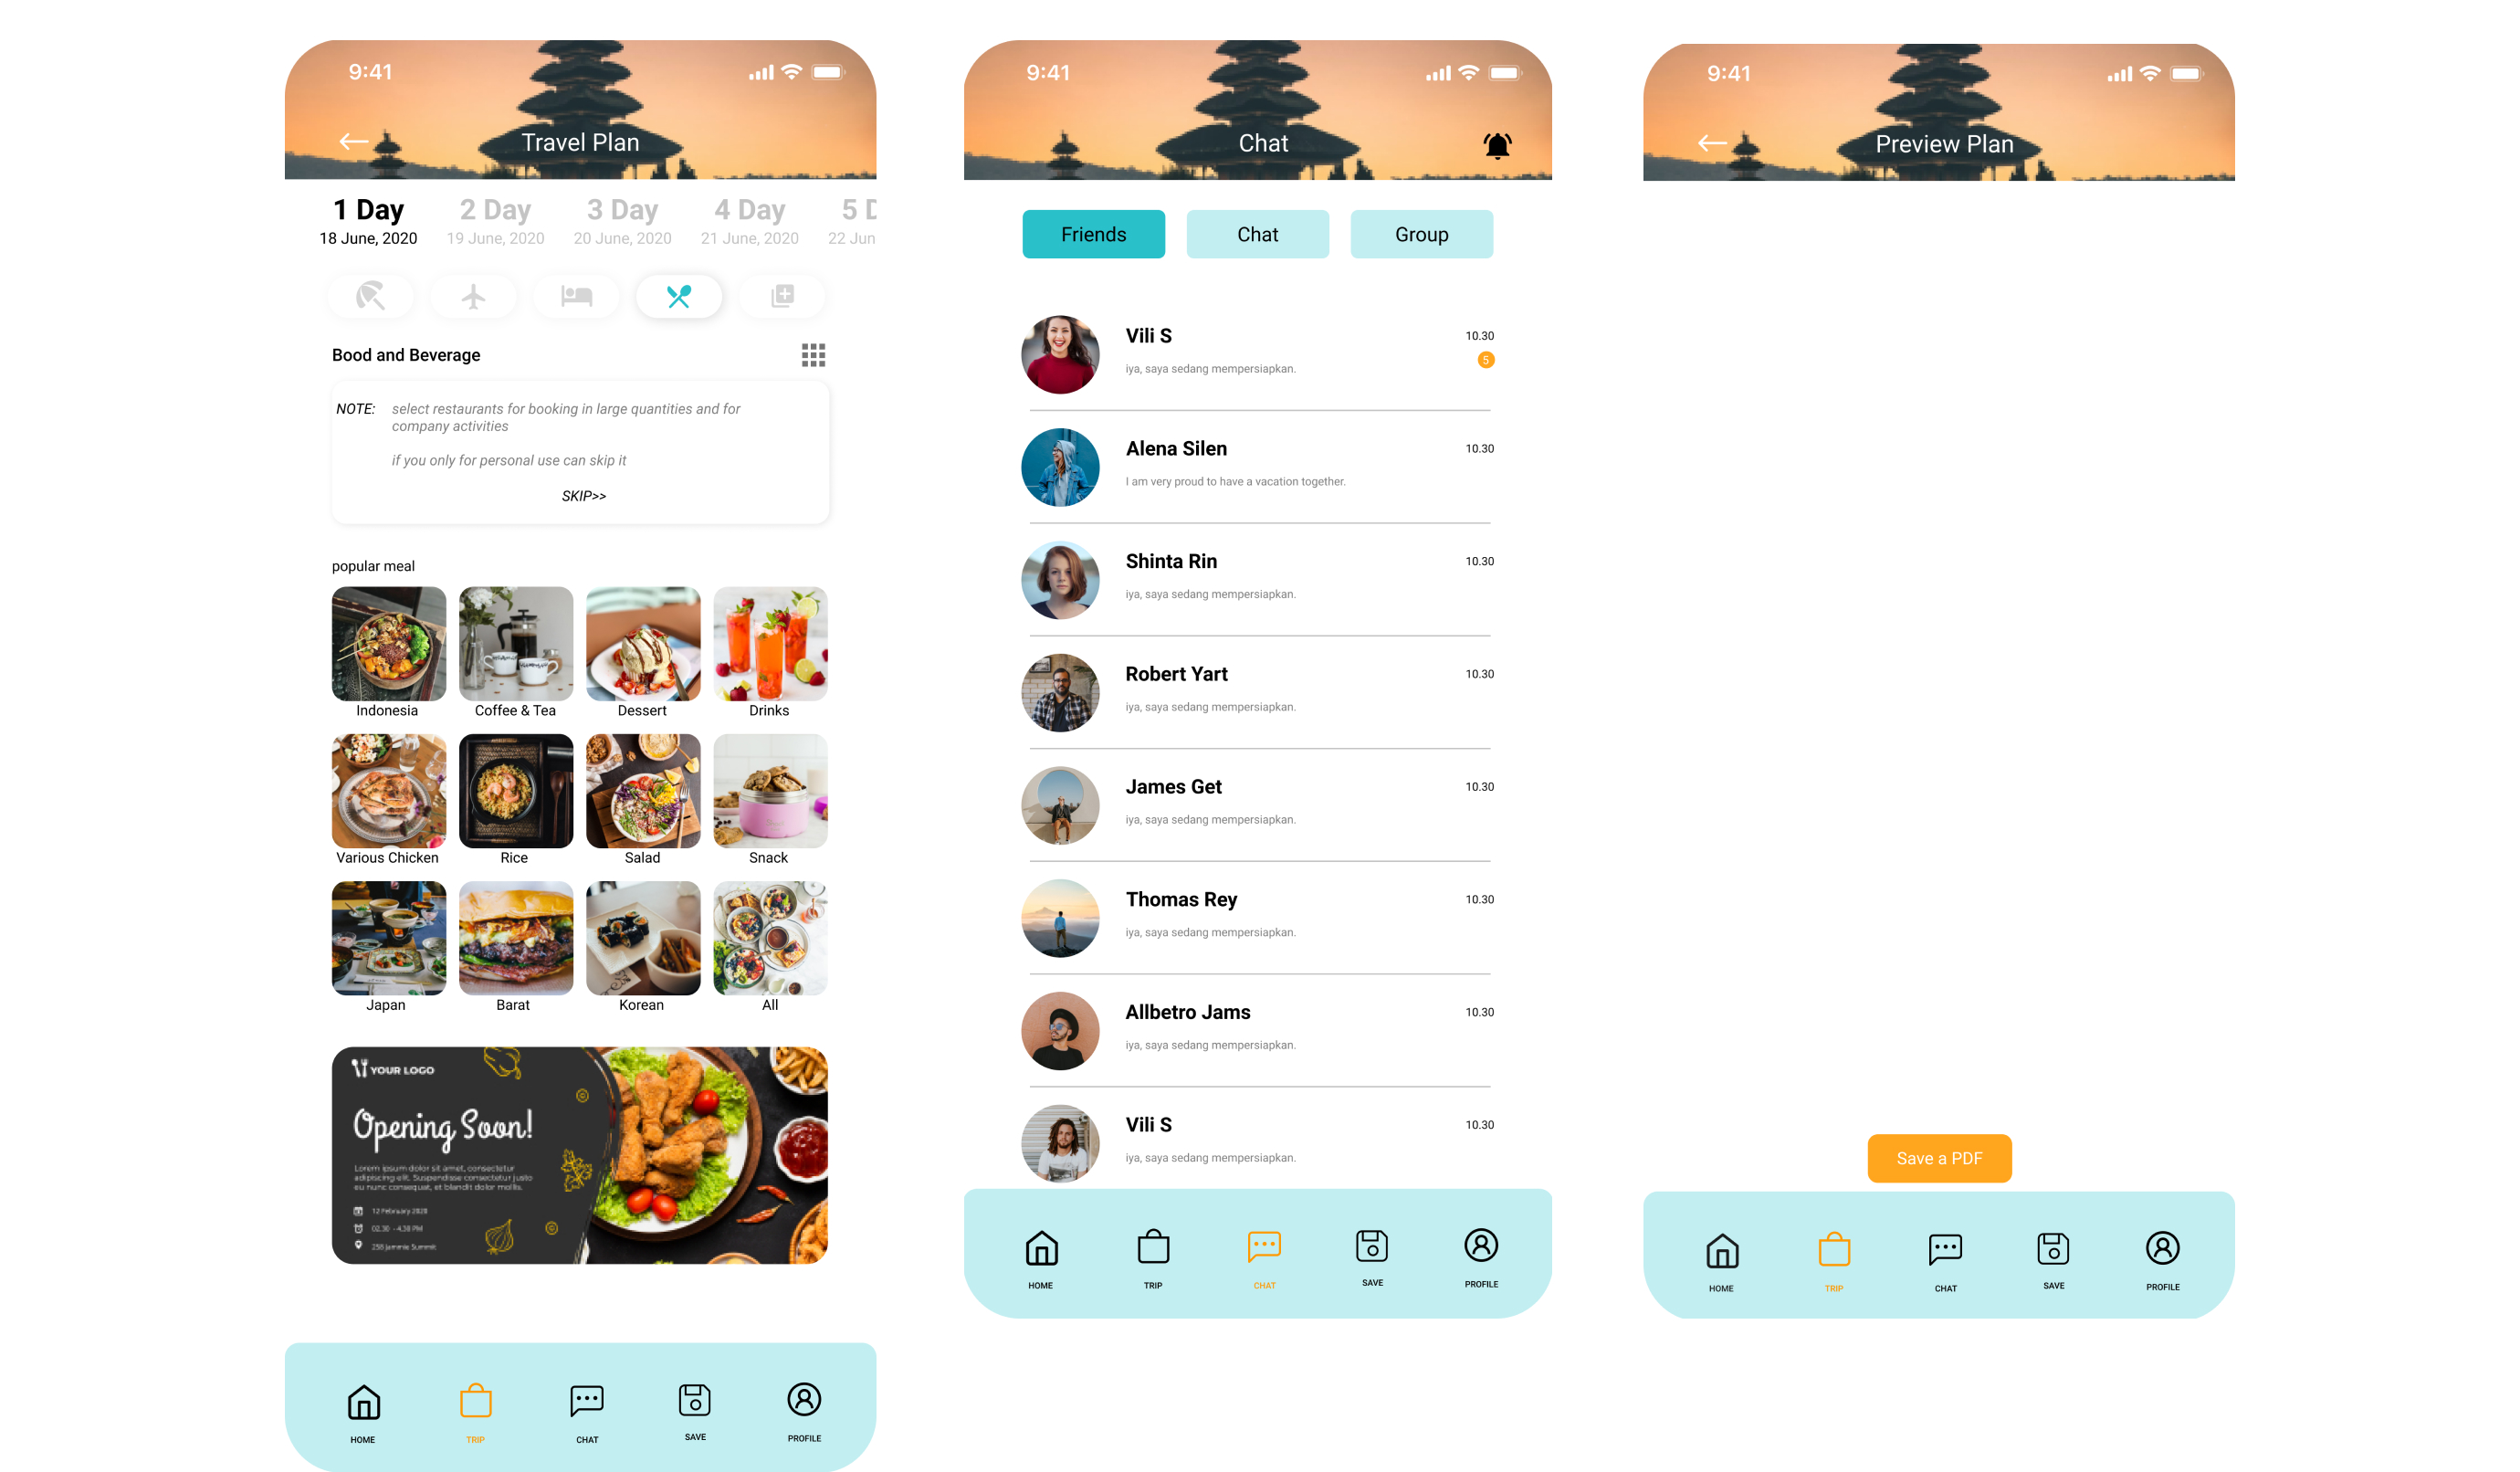 9:41
Travel Plan
1 Day
2 Day
3 Day
4 Day
5 D
18 June, 2020
19 June, 2020
20 June, 2020
21 June, 2020
22 Jun
Bood and Beverage
NOTE: select restaurants for booking in large quantities and for
company activities
if you only for personal use can skip it
SKIP>>
popular meal
Indonesia
Coffee & Tea
Dessert
Drinks
Various Chicken
Rice
Salad
Snack
Japan
Barat
Korean
All
YOUR LOGO
Opening Soon!
Lorem ipsum dolor sit amet, consectetur
adipiscing elit. Suspendisse consectetur justo
eu nunc consequat, et blandit dolor mollis.
12 February 2020
02.30 - 4.38 PM
258 Jammie Summit
HOME
TRIP
CHAT
SAVE
PROFILE
9:41
Chat
Friends
Chat
Group
Vili S
10.30
iya, saya sedang mempersiapkan.
5
Alena Silen
10.30
I am very proud to have a vacation together.
Shinta Rin
10.30
iya, saya sedang mempersiapkan.
Robert Yart
10.30
iya, saya sedang mempersiapkan.
James Get
10.30
iya, saya sedang mempersiapkan.
Thomas Rey
10.30
iya, saya sedang mempersiapkan.
Allbetro Jams
10.30
iya, saya sedang mempersiapkan.
Vili S
10.30
iya, saya sedang mempersiapkan.
HOME
TRIP
CHAT
SAVE
PROFILE
9:41
Preview Plan
Save a PDF
HOME
TRIP
CHAT
SAVE
PROFILE